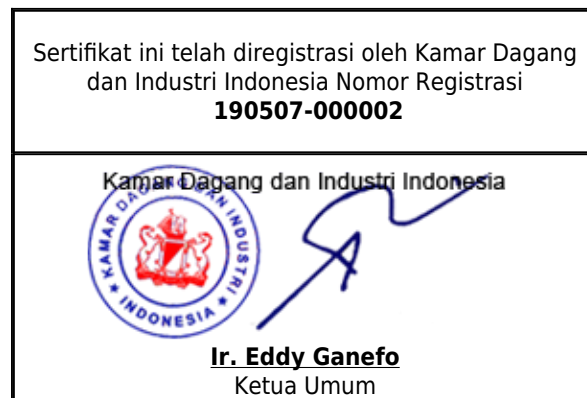 Sertifikat ini telah diregistrasi oleh Kamar Dagang
dan Industri Indonesia Nomor Registrasi
190507-000002
Kamar Dagang dan Industri Indonesia
KAMAR DAGANG DAN INDUSTRI
INDONESIA
Ir. Eddy Ganefo
Ketua Umum